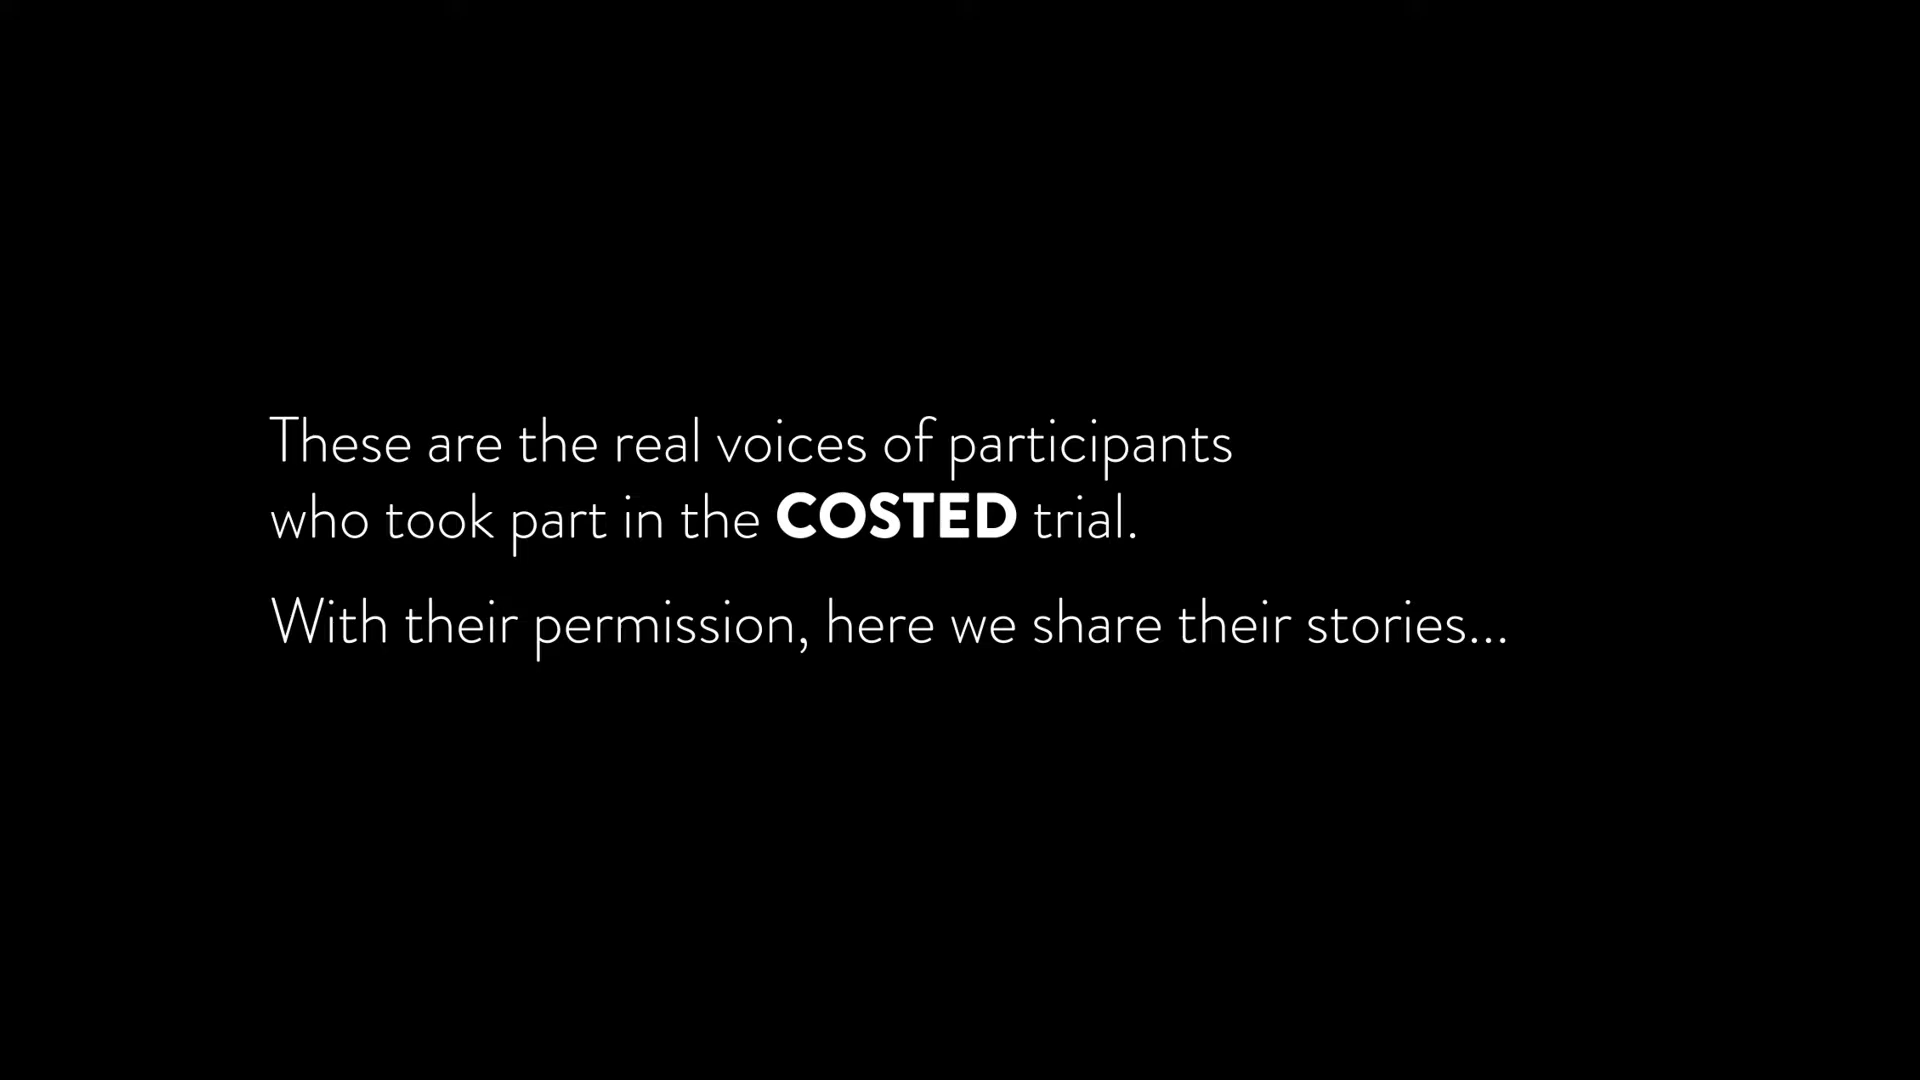 These are the real voices of participants
who took part in the COSTED trial.
With their permission, here we share their stories...